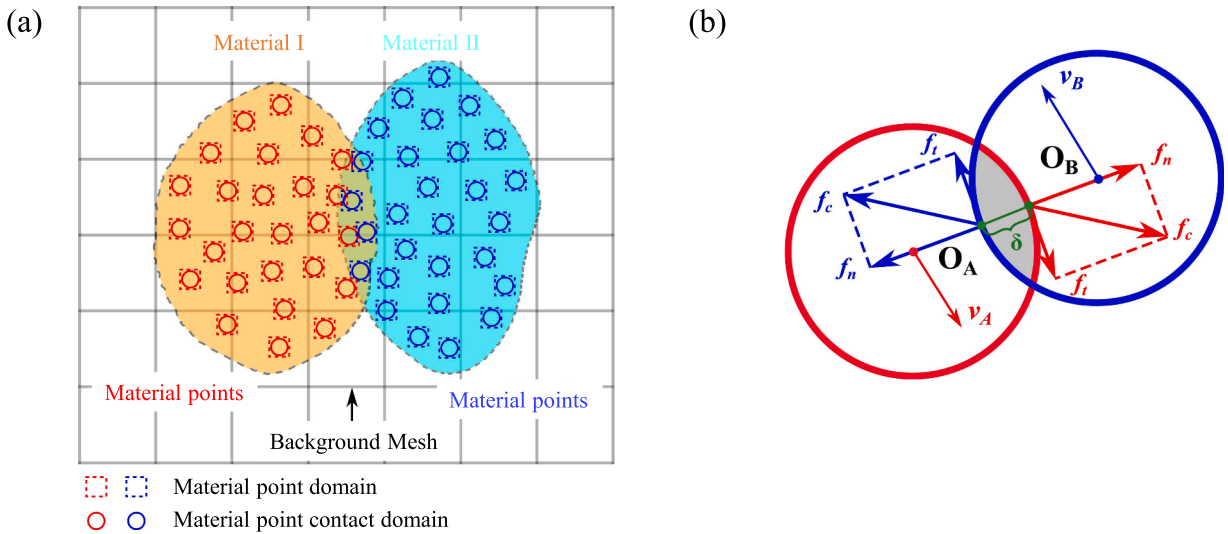 (a)
Material I
Material II
Material points
Material points
Background Mesh
Material point domain
Material point contact domain
(b)
v_B
f_t
O_B
f_n
f_c
f_c
δ
f_n
O_A
f_t
v_A